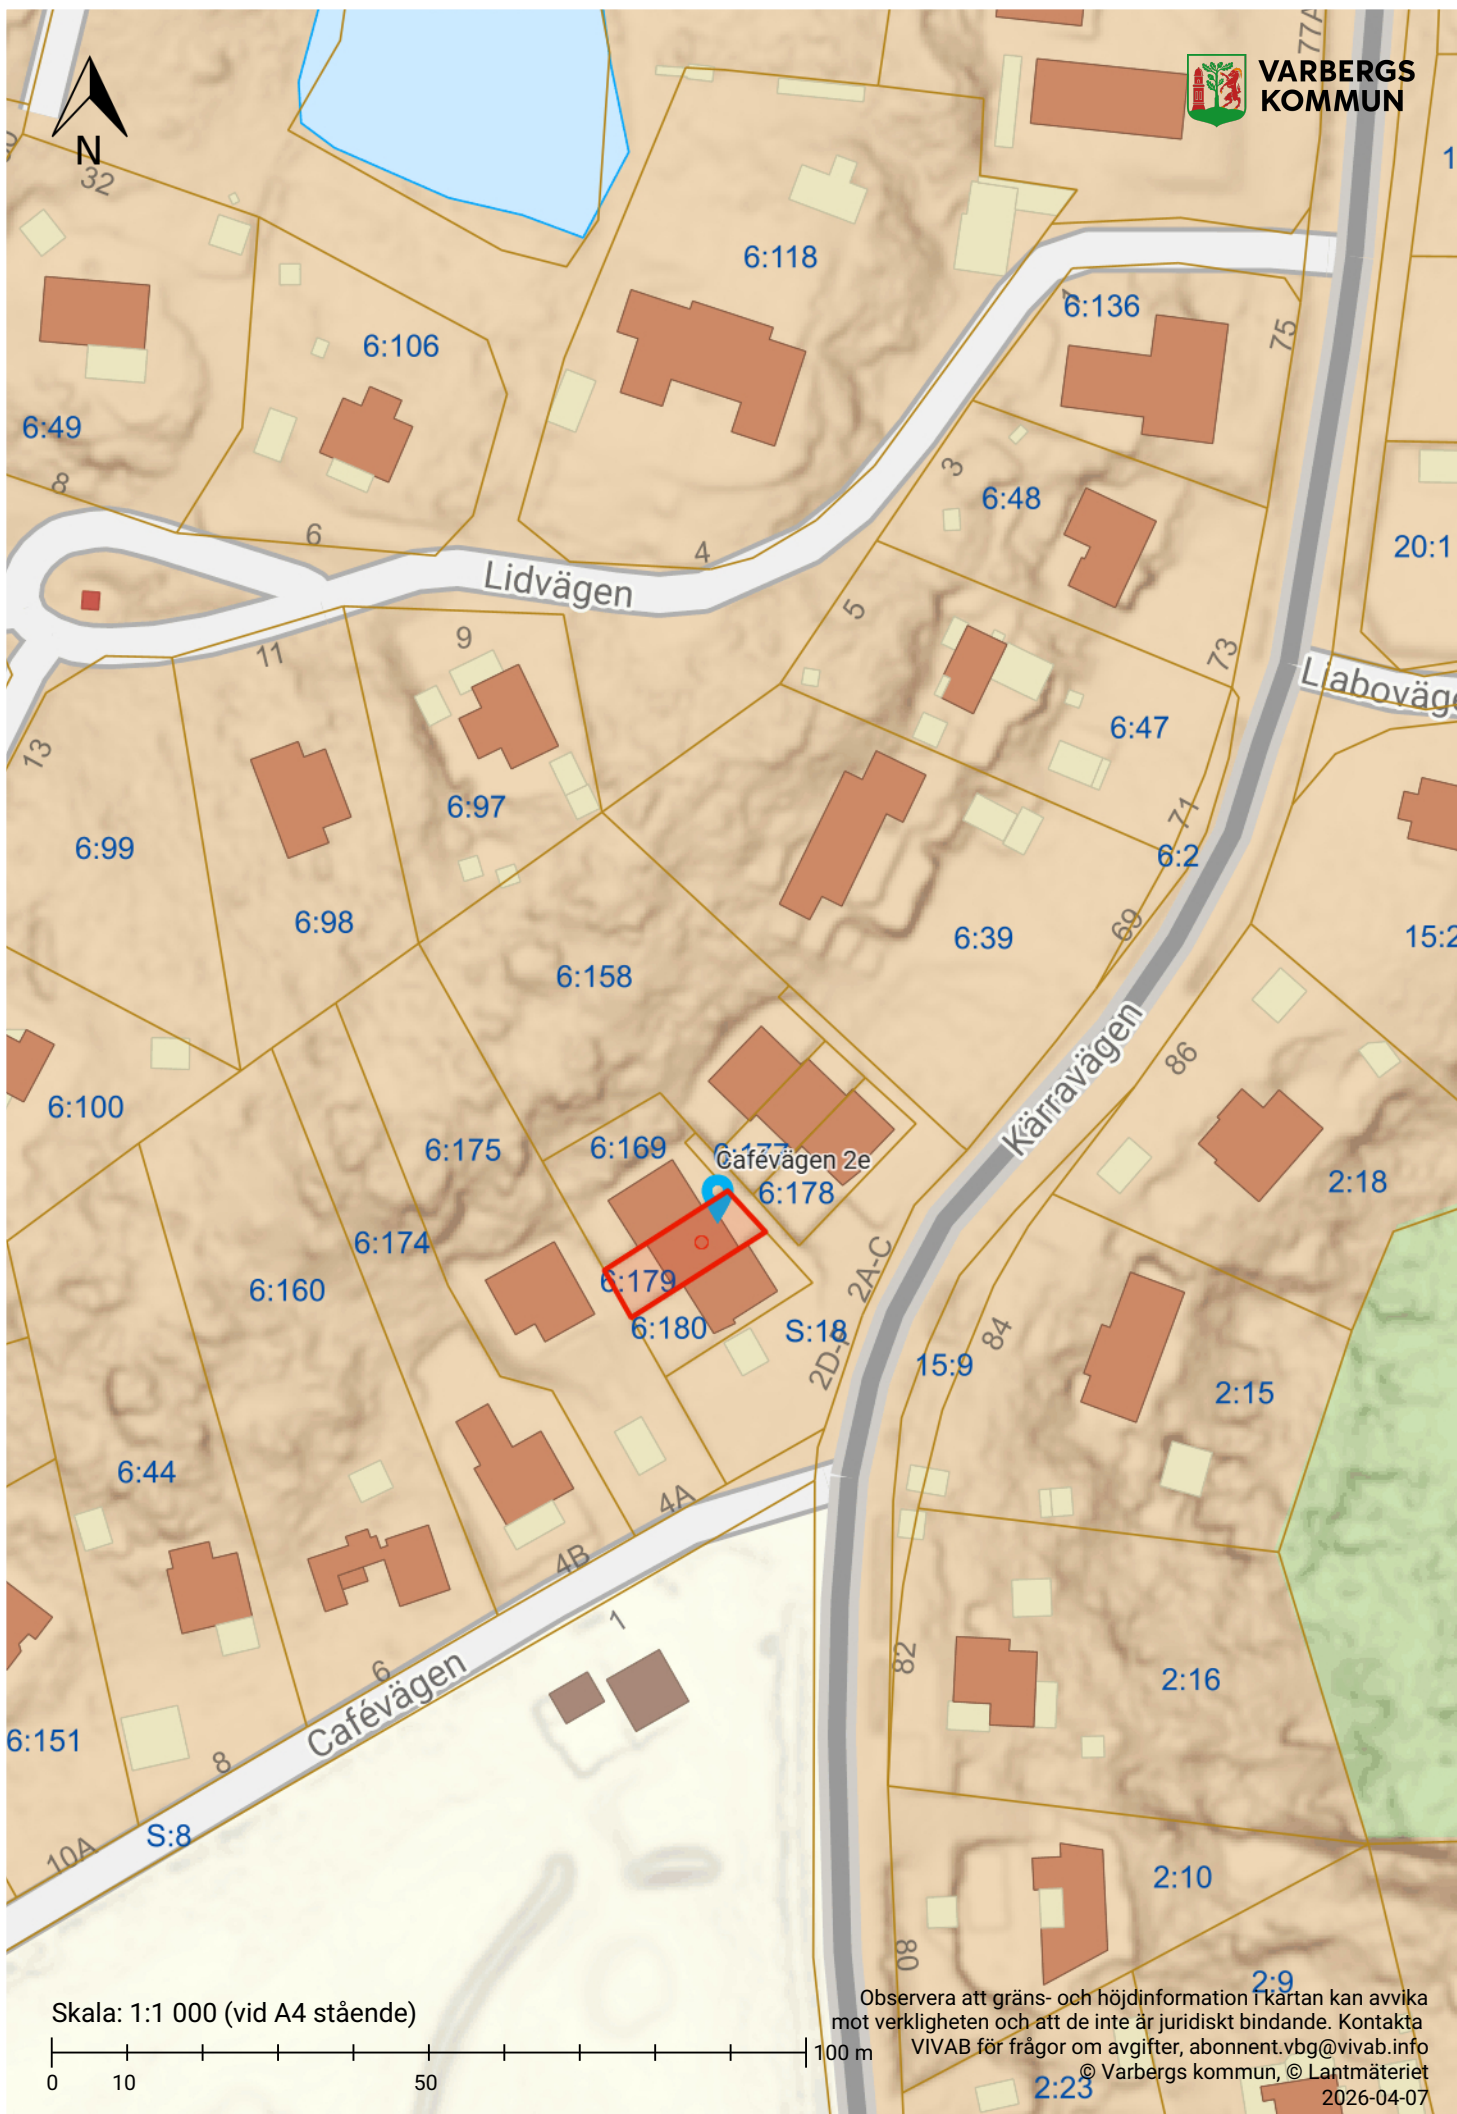 VARBERGS
KOMMUN
77A
N
32
6:118
6:136
75
6:106
6:49
8
6
4
3
6:48
20:1
Lidvägen
5
9
11
73
Liaboväge
13
6:47
6:97
71
6:99
6:2
6:98
69
6:39
15:2
6:158
Kärravägen
86
6:100
6:175
6:169
Cafévägen 2e
6:178
2:18
6:174
6:160
6:179
2A-C
6:180
S:18
84
15:9
2:15
6:44
4A
4B
1
82
6
2:16
Cafévägen
6:151
8
S:8
10A
2:10
80
2:9
Skala: 1:1 000 (vid A4 stående)
0 10 50 100 m
Observera att gräns- och höjdinformation i kartan kan avvika
mot verkligheten och att de inte är juridiskt bindande. Kontakta
VIVAB för frågor om avgifter, abonnent.vbg@vivab.info
© Varbergs kommun, © Lantmäteriet
2:23
2026-04-07